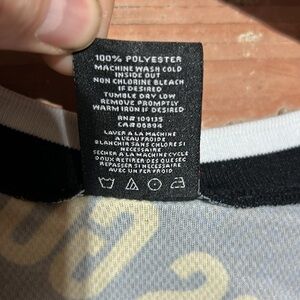 100% POLYESTER
MACHINE WASH COLD
INSIDE OUT
NON CHLORINE BLEACH
IF DESIRED
TUMBLE DRY LOW
REMOVE PROMPTLY
WARM IRON IF DESIRED
RN# 109135
CA# 06894
LAVER A LA MACHINE
A L'EAU FROIDE
BLANCHIR SANS CHLORE SI
NECESSAIRE
SECHER A LA MACHINE CYCLE
DOUX RETIRER DES QUE SEC
REPASSER SI NECESSAIRE
AVEC UN FER FROID